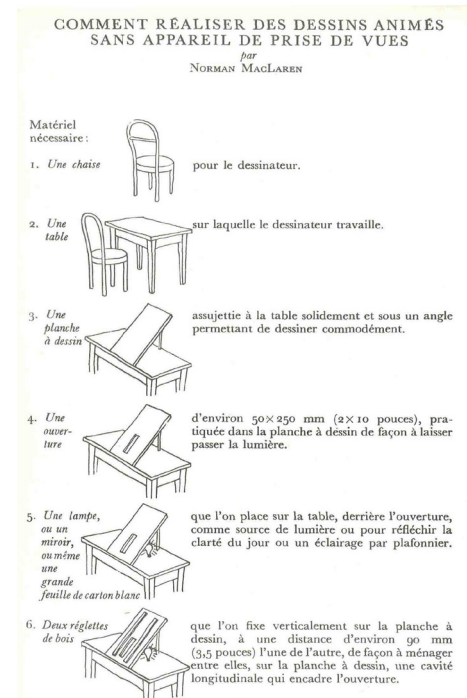 COMMENT RÉALISER DES DESSINS ANIMÉS
SANS APPAREIL DE PRISE DE VUES
par
NORMAN MACLAREN
Matériel
nécessaire :
1. Une chaise
pour le dessinateur.
2. Une
table
sur laquelle le dessinateur travaille.
3. Une
planche
à dessin
assujettie à la table solidement et sous un angle
permettant de dessiner commodément.
4. Une
ouver-
ture
d'environ 50×250 mm (2×10 pouces), pra-
tiquée dans la planche à dessin de façon à laisser
passer la lumière.
5. Une lampe,
ou un
miroir,
ou même
une
grande
feuille de carton blanc
que l'on place sur la table, derrière l'ouverture,
comme source de lumière ou pour réfléchir la
clarté du jour ou un éclairage par plafonnier.
6. Deux réglettes
de bois
que l'on fixe verticalement sur la planche à
dessin, à une distance d'environ 90 mm
(3,5 pouces) l'une de l'autre, de façon à ménager
entre elles, sur la planche à dessin, une cavité
longitudinale qui encadre l'ouverture.